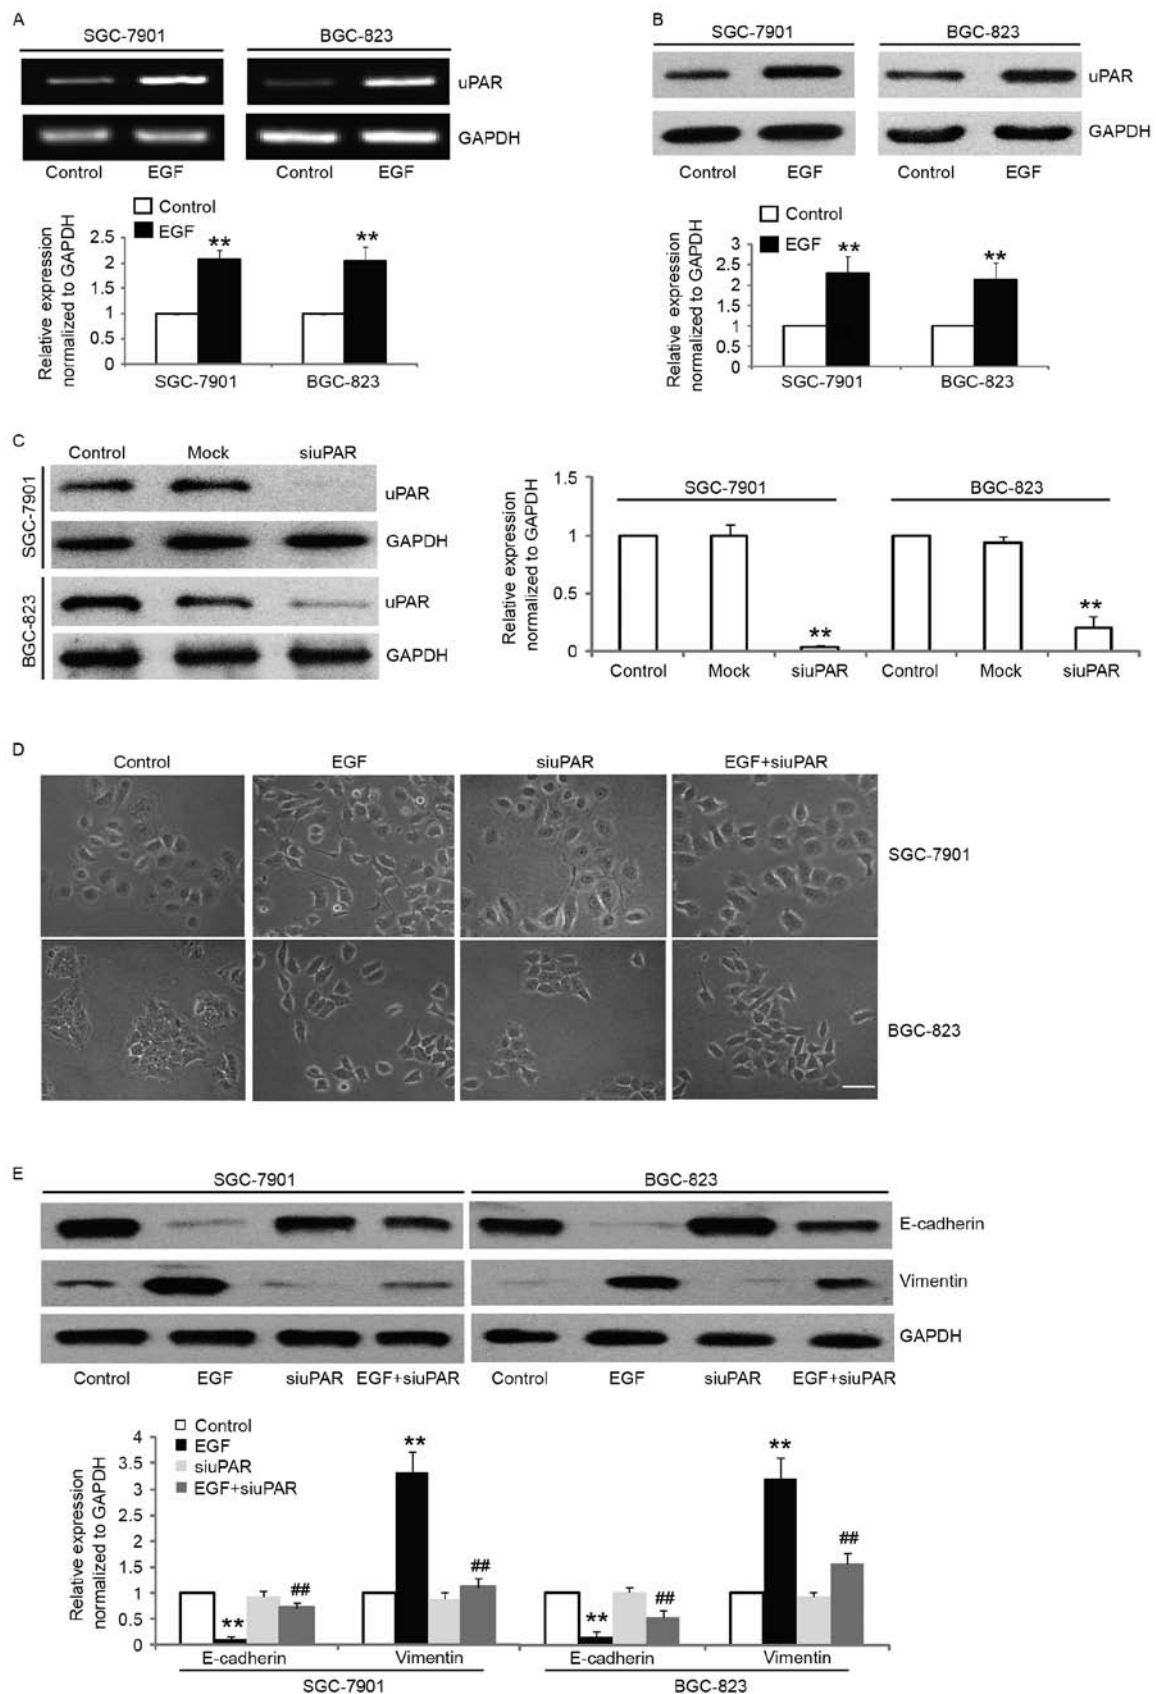 A
SGC-7901 BGC-823
uPAR
GAPDH
Control EGF Control EGF
Control
EGF
Relative expression
normalized to GAPDH
2.5
2
1.5
1
0.5
0
** **
SGC-7901 BGC-823
B
SGC-7901 BGC-823
uPAR
GAPDH
Control EGF Control EGF
Control
EGF
Relative expression
normalized to GAPDH
3
2.5
2
1.5
1
0.5
0
** **
SGC-7901 BGC-823
C
Control Mock siuPAR
SGC-7901
uPAR
GAPDH
BGC-823
uPAR
GAPDH
Relative expression
normalized to GAPDH
1.5
1
0.5
0
SGC-7901 BGC-823
** **
Control Mock siuPAR Control Mock siuPAR
D
Control EGF siuPAR EGF+siuPAR
SGC-7901
BGC-823
E
SGC-7901 BGC-823
E-cadherin
Vimentin
GAPDH
Control EGF siuPAR EGF+siuPAR Control EGF siuPAR EGF+siuPAR
Control
EGF
siuPAR
EGF+siuPAR
Relative expression
normalized to GAPDH
4
3.5
3
2.5
2
1.5
1
0.5
0
** ## ** ## ** ## ** ##
E-cadherin Vimentin E-cadherin Vimentin
SGC-7901 BGC-823